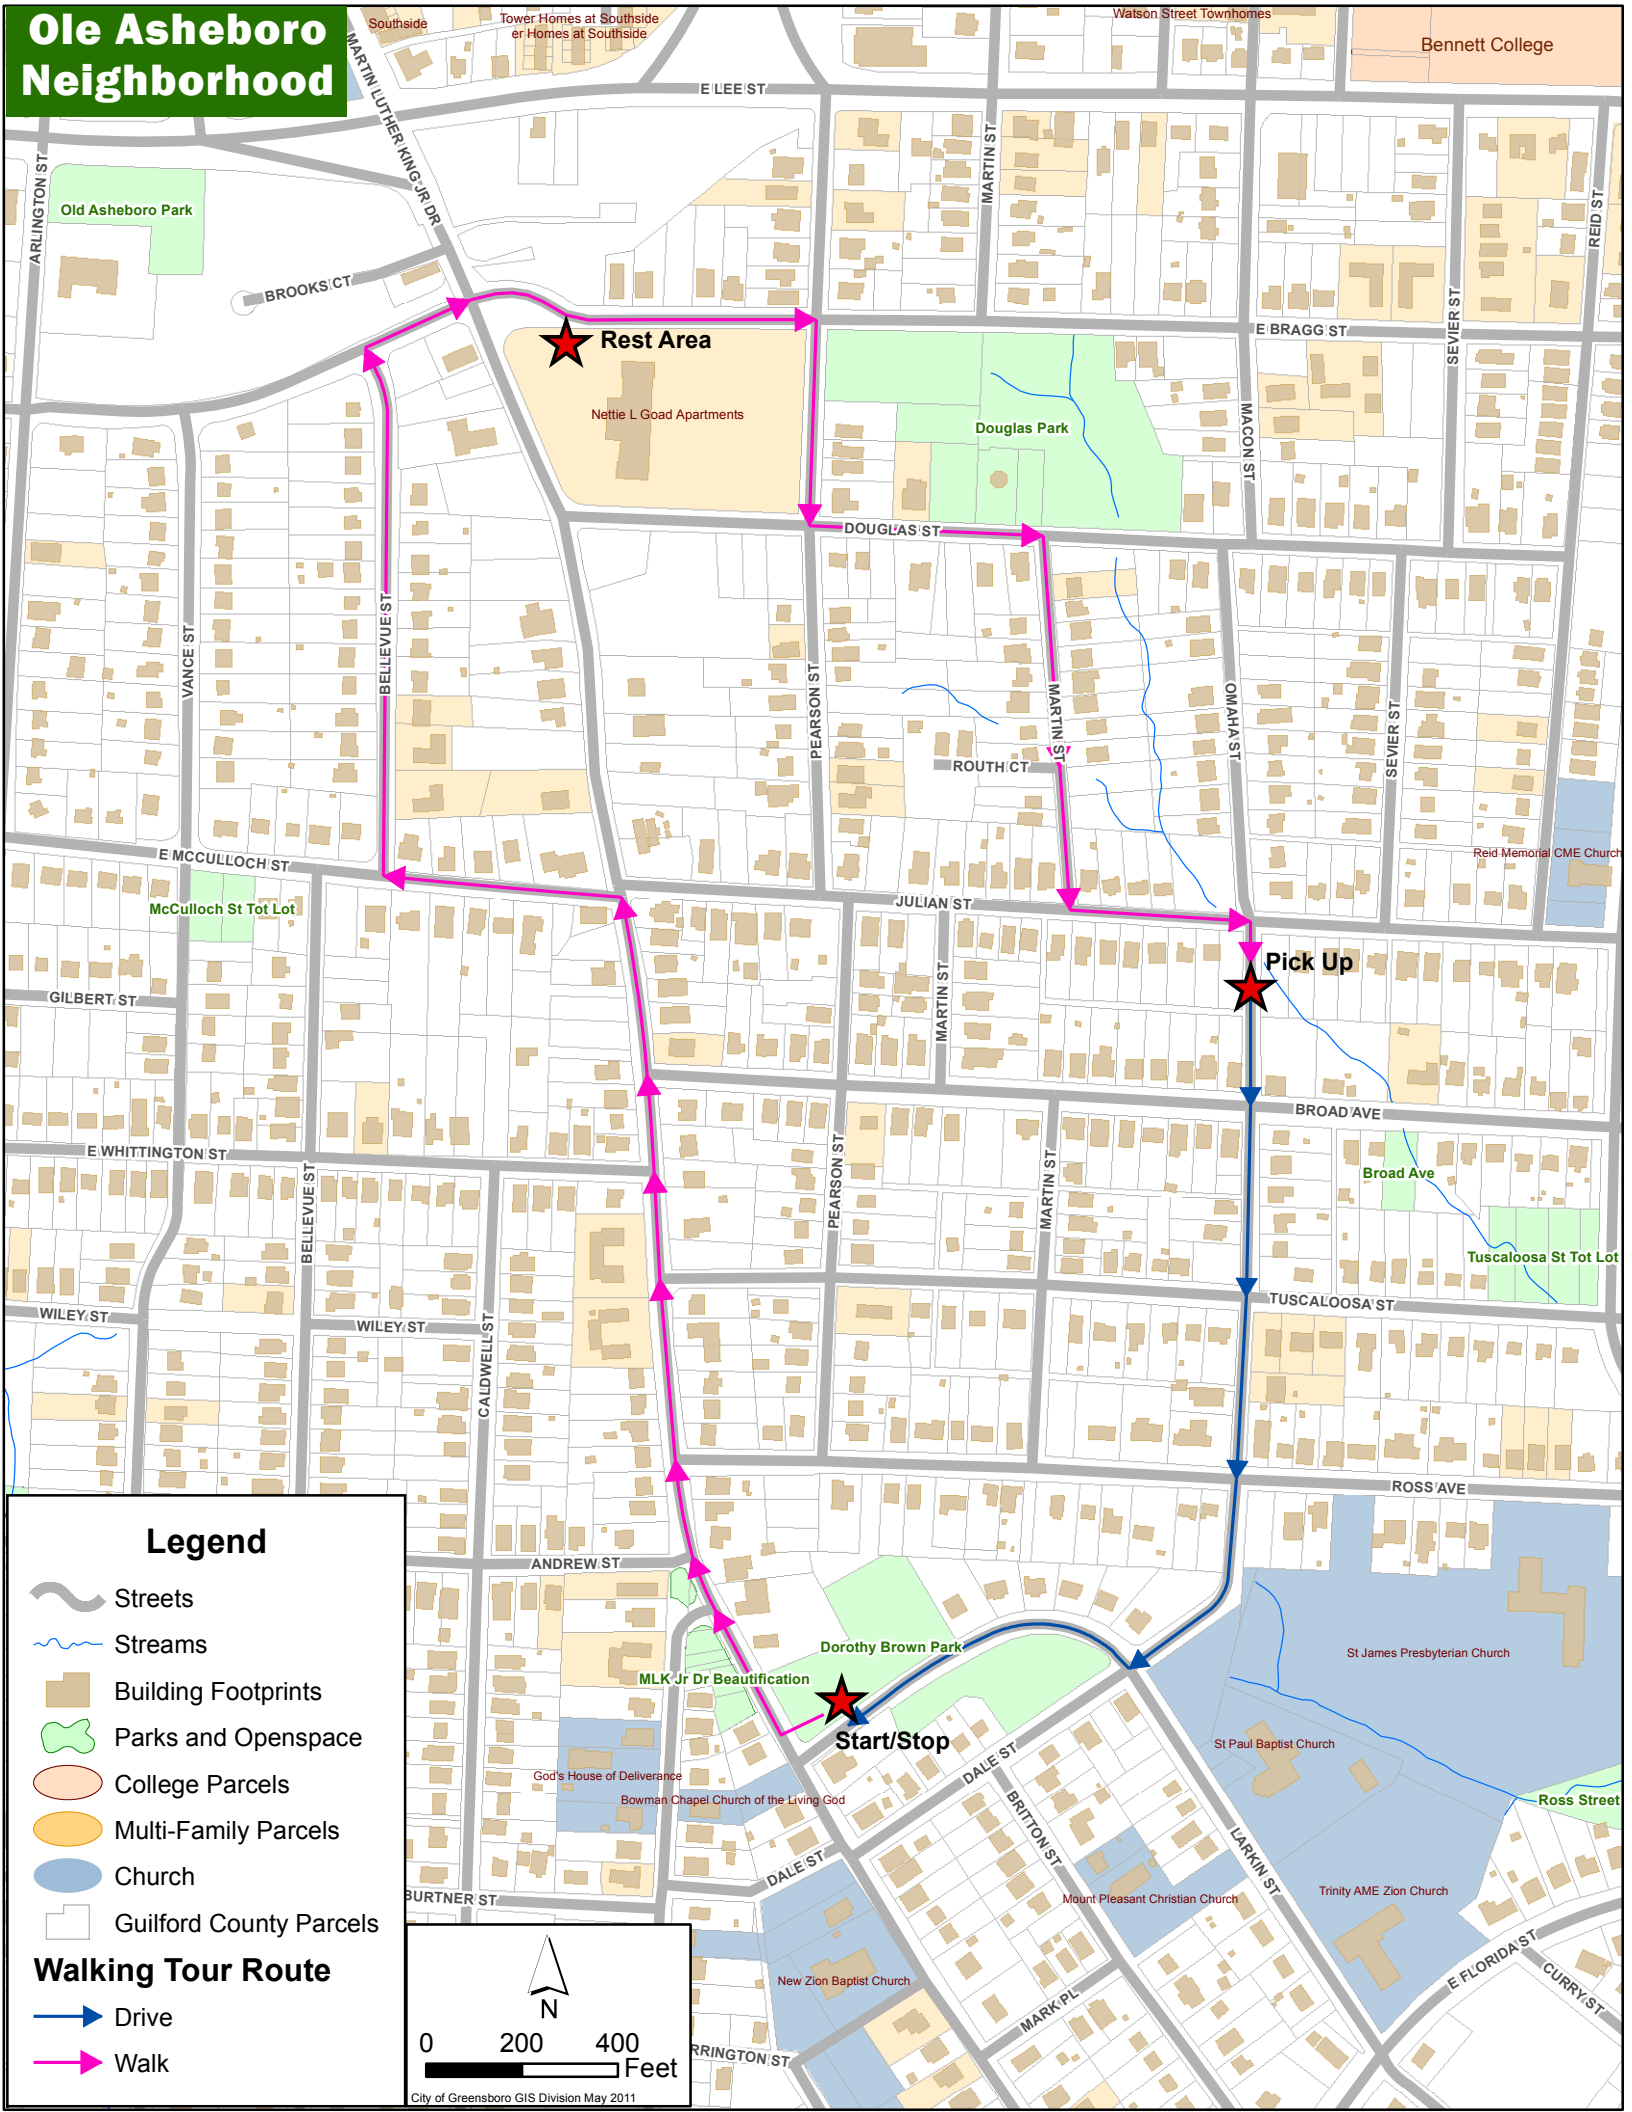 Ole Asheboro
Neighborhood
Southside
Tower Homes at Southside
er Homes at Southside
Watson Street Townhomes
Bennett College
MARTIN LUTHER KING JR DR
E LEE ST
ARLINGTON ST
MARTIN ST
REID ST
Old Asheboro Park
BROOKS CT
E BRAGG ST
SEVIER ST
Rest Area
Nettie L Goad Apartments
Douglas Park
MACON ST
DOUGLAS ST
VANCE ST
BELLEVUE ST
PEARSON ST
MARTIN ST
OMAHA ST
SEVIER ST
ROUTH CT
E MCCULLOCH ST
Reid Memorial CME Church
McCulloch St Tot Lot
JULIAN ST
Pick Up
GILBERT ST
MARTIN ST
BROAD AVE
E WHITTINGTON ST
BELLEVUE ST
PEARSON ST
MARTIN ST
Broad Ave
Tuscaloosa St Tot Lot
WILEY ST
WILEY ST
CALDWELL ST
TUSCALOOSA ST
ROSS AVE
ANDREW ST
Dorothy Brown Park
St James Presbyterian Church
MLK Jr Dr Beautification
Start/Stop
St Paul Baptist Church
God's House of Deliverance
Bowman Chapel Church of the Living God
DALE ST
BRITTON ST
Ross Street
LARKIN ST
DALE ST
Mount Pleasant Christian Church
Trinity AME Zion Church
BURTNER ST
New Zion Baptist Church
E FLORIDA ST
CURRY ST
MARK PL
RRINGTON ST
Legend
Streets
Streams
Building Footprints
Parks and Openspace
College Parcels
Multi-Family Parcels
Church
Guilford County Parcels
Walking Tour Route
Drive
Walk
N
0 200 400
Feet
City of Greensboro GIS Division May 2011